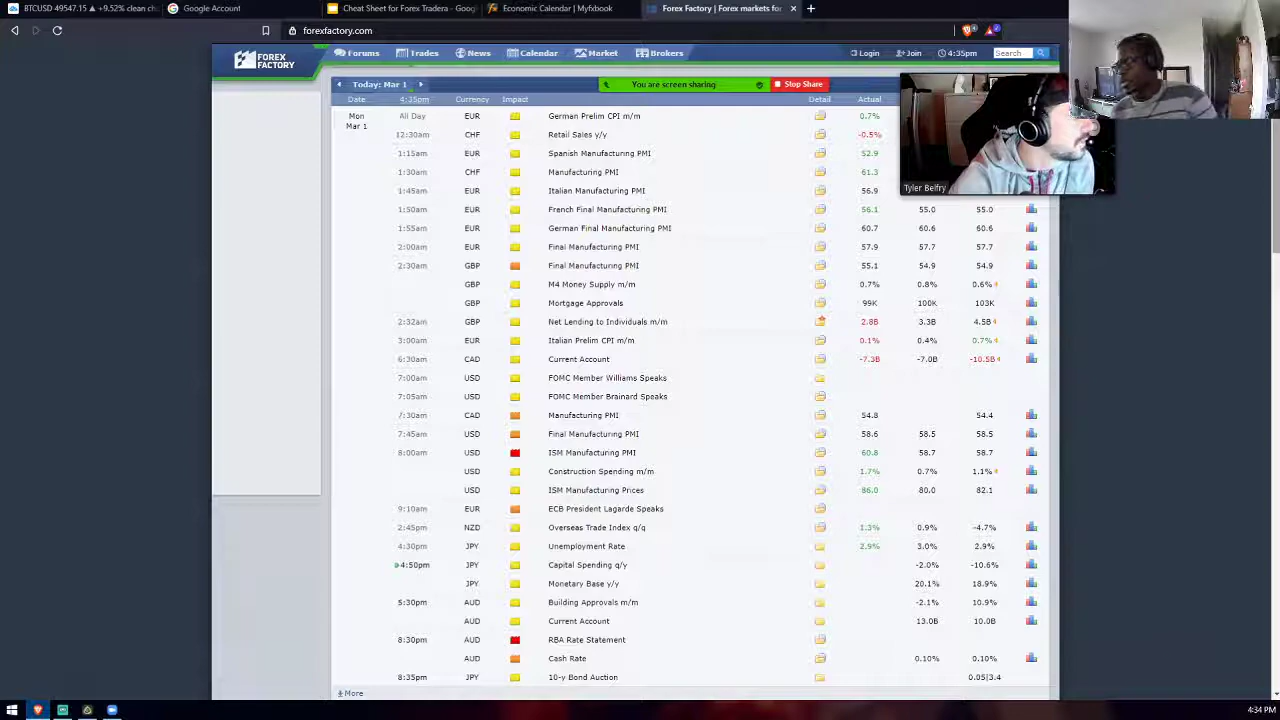 BTCUSD 49547.15 ▲ +9.52% clean ch
Google Account
Cheat Sheet for Forex Tradera - Goog
Economic Calendar | Myfxbook
Forex Factory | Forex markets for
forexfactory.com
FOREX FACTORY
Forums Trades News Calendar Market Brokers Login Join 4:35pm Search
Today: Mar 1
You are screen sharing Stop Share
Date 4:35pm Currency Impact Detail Actual
Mon Mar 1 All Day EUR German Prelim CPI m/m 0.7%
12:30am CHF Retail Sales y/y -0.5%
1:15am EUR Spanish Manufacturing PMI 52.9
1:30am CHF Manufacturing PMI 61.3
1:45am EUR Italian Manufacturing PMI 56.9
Tyler Belfry
1:50am EUR French Final Manufacturing PMI 56.1 55.0 55.0
1:55am EUR German Final Manufacturing PMI 60.7 60.6 60.6
2:00am EUR Final Manufacturing PMI 57.9 57.7 57.7
2:30am GBP Final Manufacturing PMI 55.1 54.9 54.9
GBP M4 Money Supply m/m 0.7% 0.8% 0.6%
GBP Mortgage Approvals 99K 100K 103K
2:32am GBP Net Lending to Individuals m/m 2.8B 3.3B 4.5B
3:00am EUR Italian Prelim CPI m/m 0.1% 0.4% 0.7%
6:30am CAD Current Account -7.3B -7.0B -10.5B
7:00am USD FOMC Member Williams Speaks
7:05am USD FOMC Member Brainard Speaks
7:30am CAD Manufacturing PMI 54.8 54.4
7:45am USD Final Manufacturing PMI 58.6 58.5 58.5
8:00am USD ISM Manufacturing PMI 60.8 58.7 58.7
USD Construction Spending m/m 1.7% 0.7% 1.1%
USD ISM Manufacturing Prices 86.0 80.0 82.1
9:10am EUR ECB President Lagarde Speaks
2:45pm NZD Overseas Trade Index q/q 1.3% 0.9% -4.7%
4:30pm JPY Unemployment Rate 2.9% 3.0% 2.9%
4:50pm JPY Capital Spending q/y -2.0% -10.6%
JPY Monetary Base y/y 20.1% 18.9%
5:30pm AUD Building Approvals m/m -2.1% 10.9%
AUD Current Account 13.0B 10.0B
8:30pm AUD RBA Rate Statement
AUD Cash Rate 0.10% 0.10%
8:35pm JPY 10-y Bond Auction 0.05|3.4
More
4:34 PM